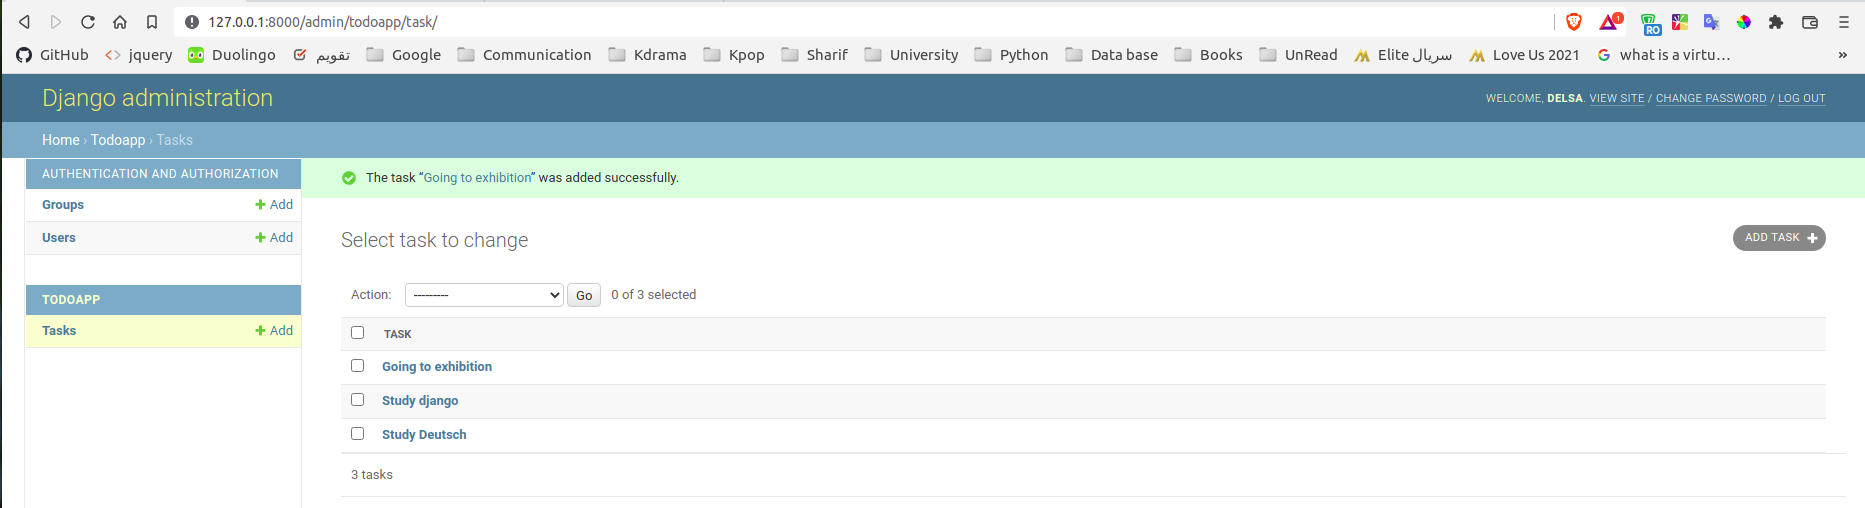 127.0.0.1:8000/admin/todoapp/task/
1
RO
GitHub <> jquery Duolingo تقویم Google Communication Kdrama Kpop Sharif University Python Data base Books UnRead سریال Elite Love Us 2021 what is a virtu... »
Django administration
WELCOME, DELSA. VIEW SITE / CHANGE PASSWORD / LOG OUT
Home › Todoapp › Tasks
AUTHENTICATION AND AUTHORIZATION
Groups + Add
Users + Add
TODOAPP
Tasks + Add
The task “Going to exhibition” was added successfully.
Select task to change
ADD TASK +
Action: --------- Go 0 of 3 selected
TASK
Going to exhibition
Study django
Study Deutsch
3 tasks